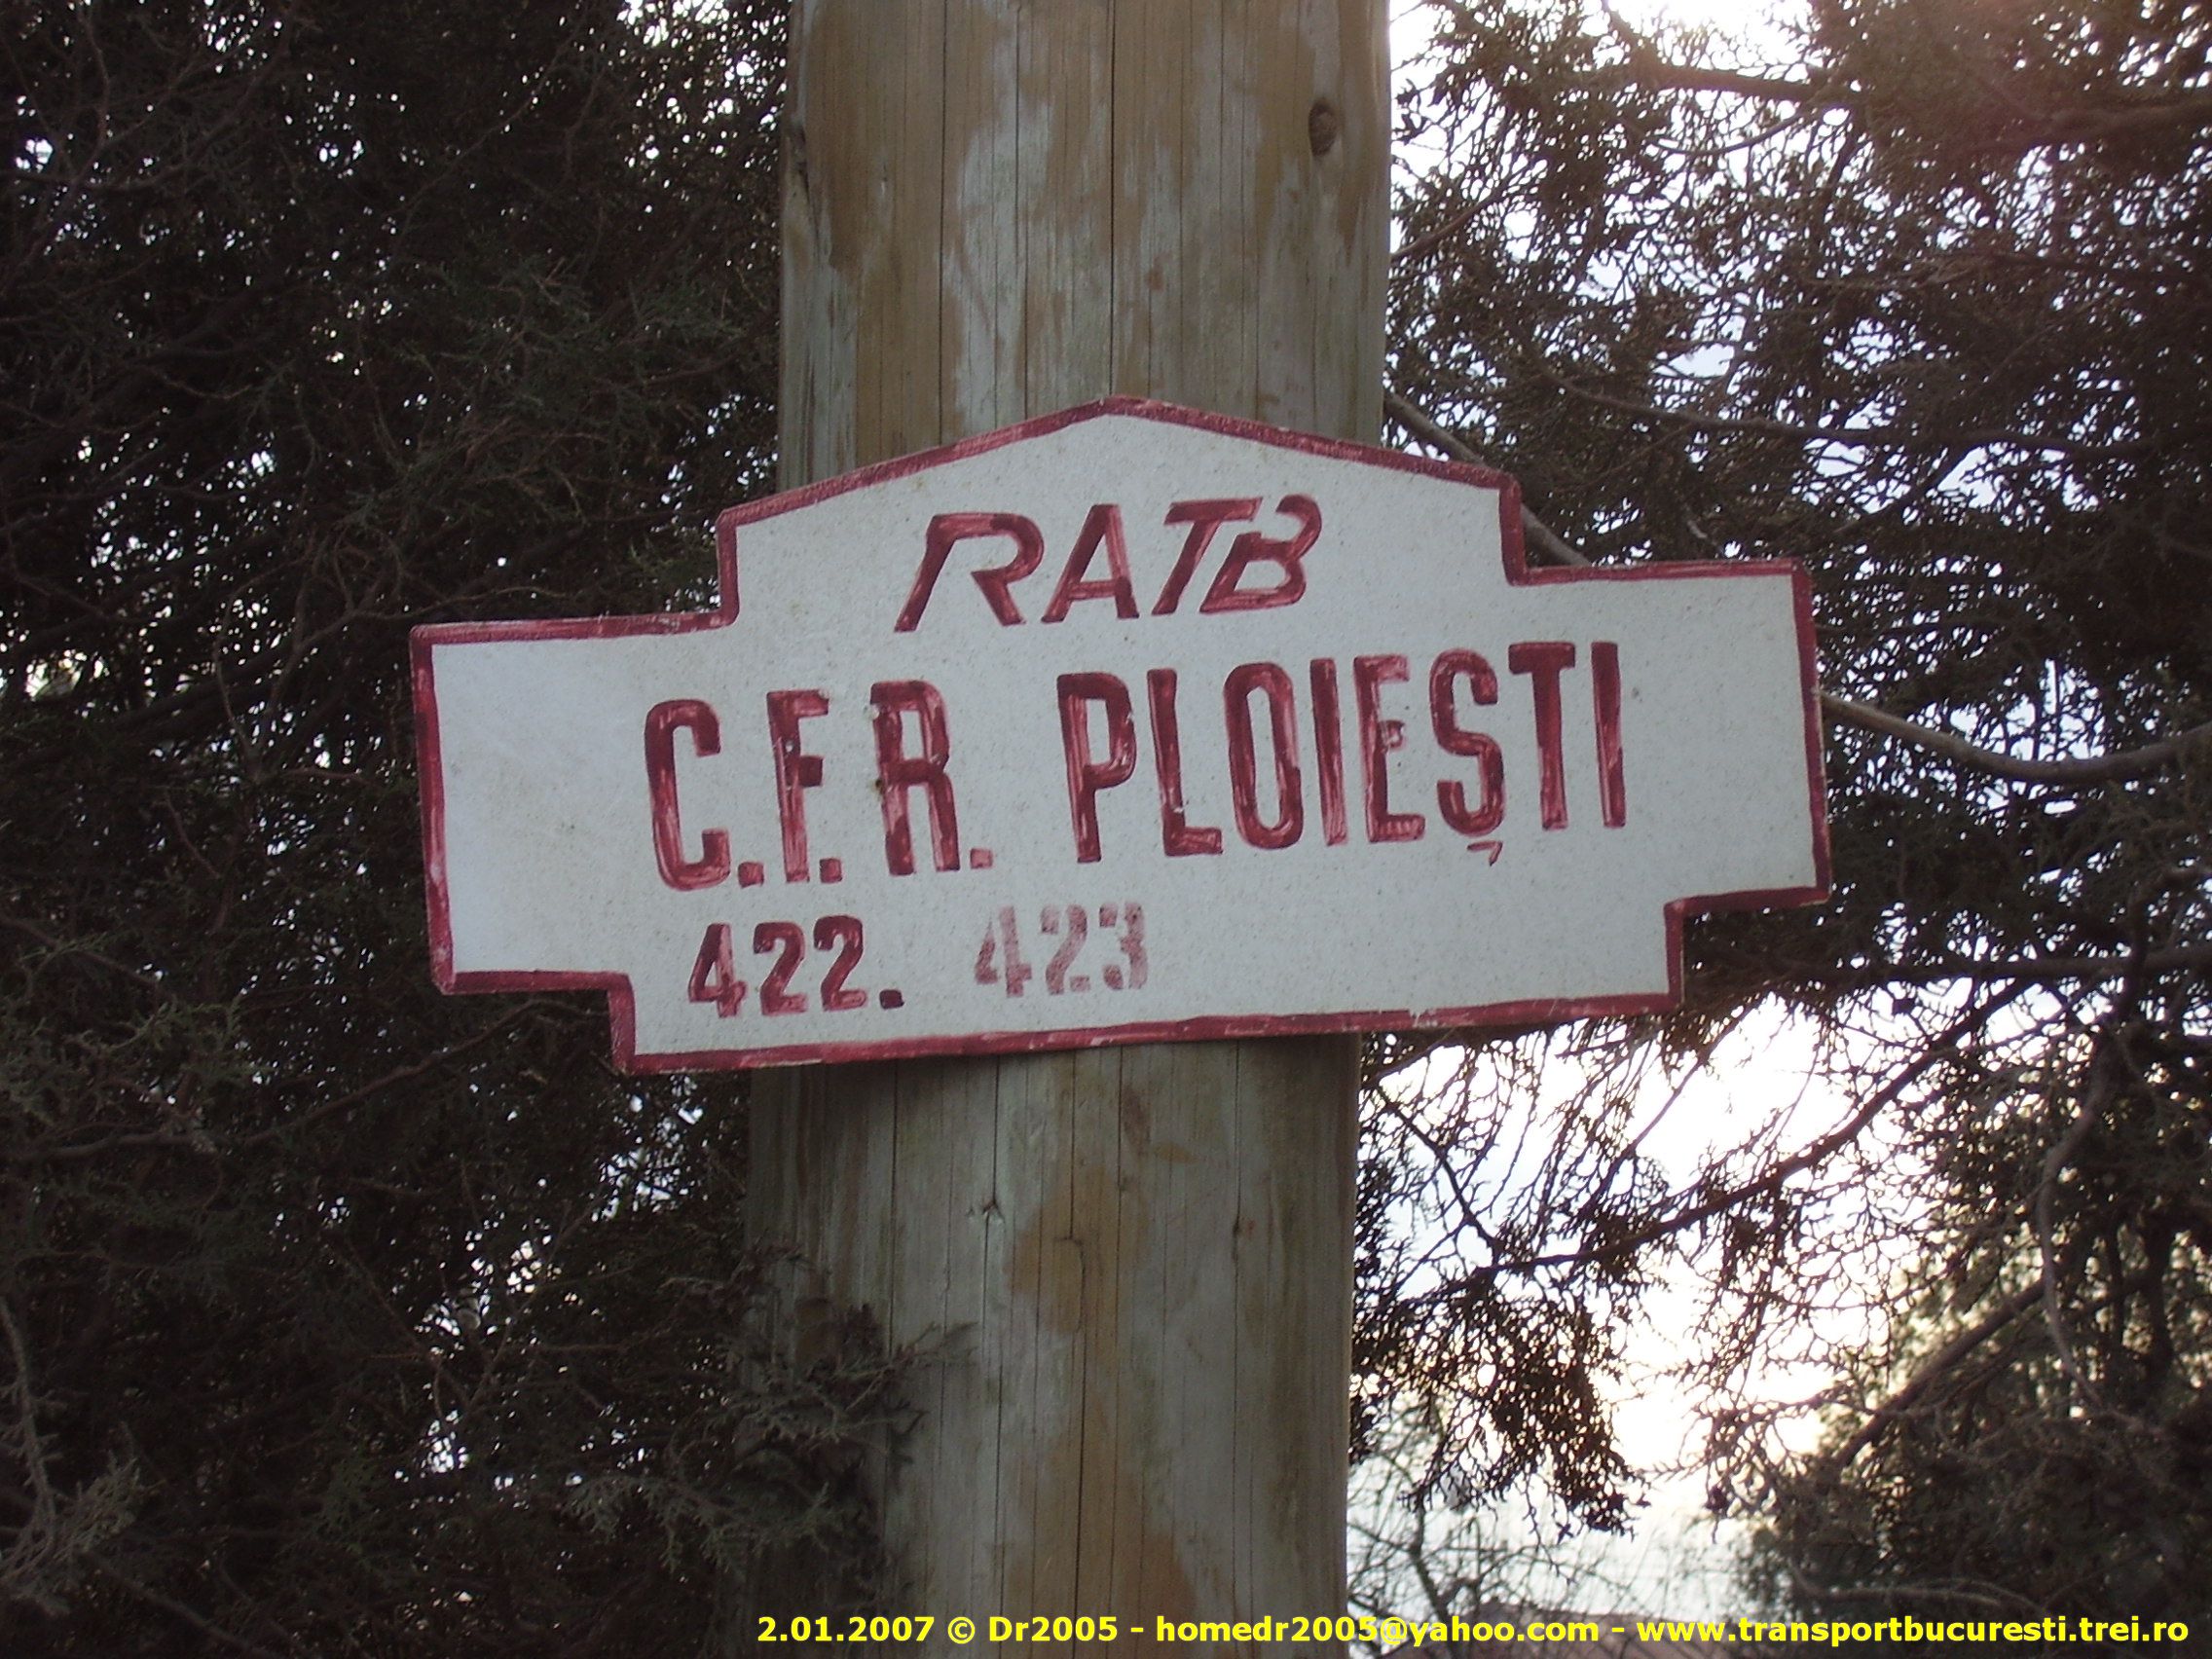 RATB
C.F.R. PLOIEȘTI
422. 423
2.01.2007 © Dr2005 - homedr2005@yahoo.com - www.transportbucuresti.trei.ro